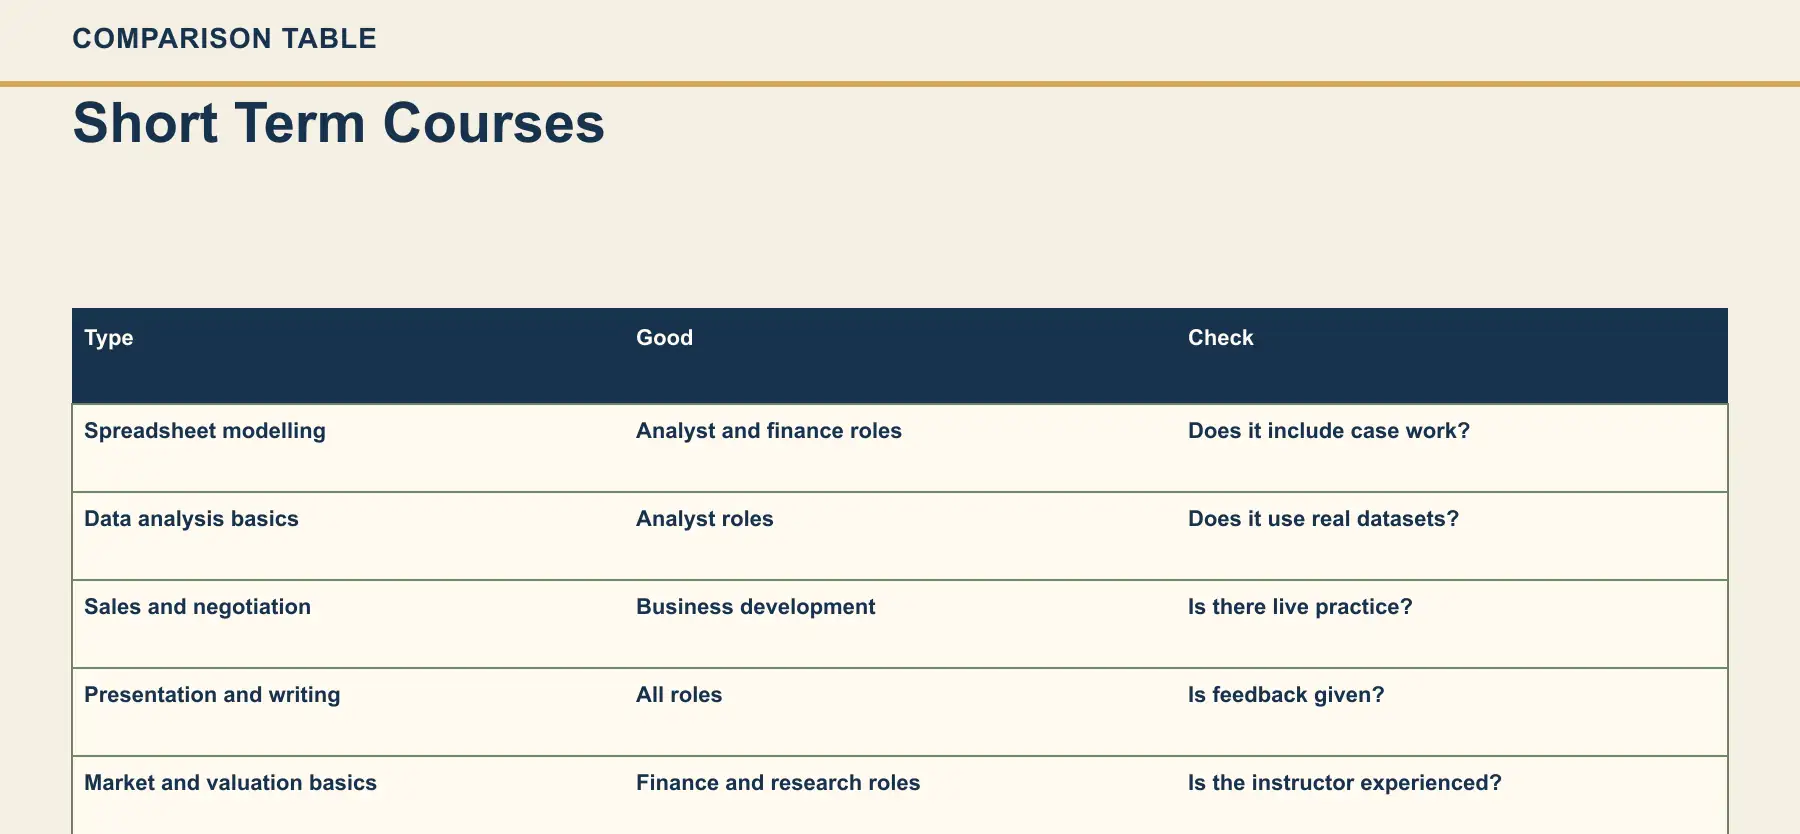 COMPARISON TABLE
Short Term Courses
Type Good Check
Spreadsheet modelling Analyst and finance roles Does it include case work?
Data analysis basics Analyst roles Does it use real datasets?
Sales and negotiation Business development Is there live practice?
Presentation and writing All roles Is feedback given?
Market and valuation basics Finance and research roles Is the instructor experienced?